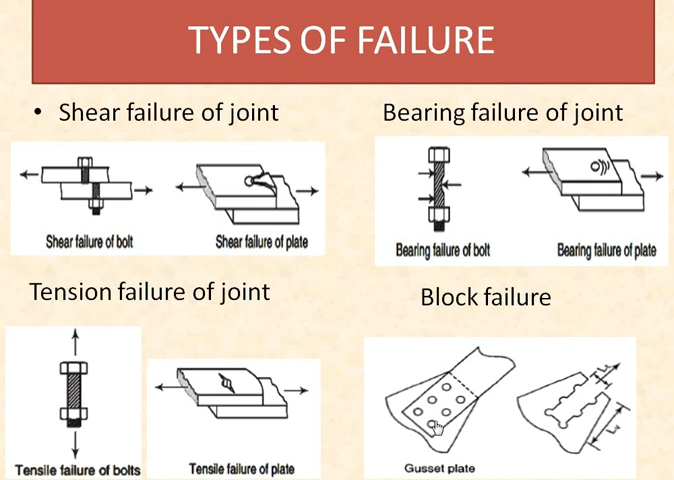 TYPES OF FAILURE
• Shear failure of joint
Bearing failure of joint
Shear failure of bolt
Shear failure of plate
Bearing failure of bolt
Bearing failure of plate
Tension failure of joint
Block failure
Tensile failure of bolts
Tensile failure of plate
Gusset plate